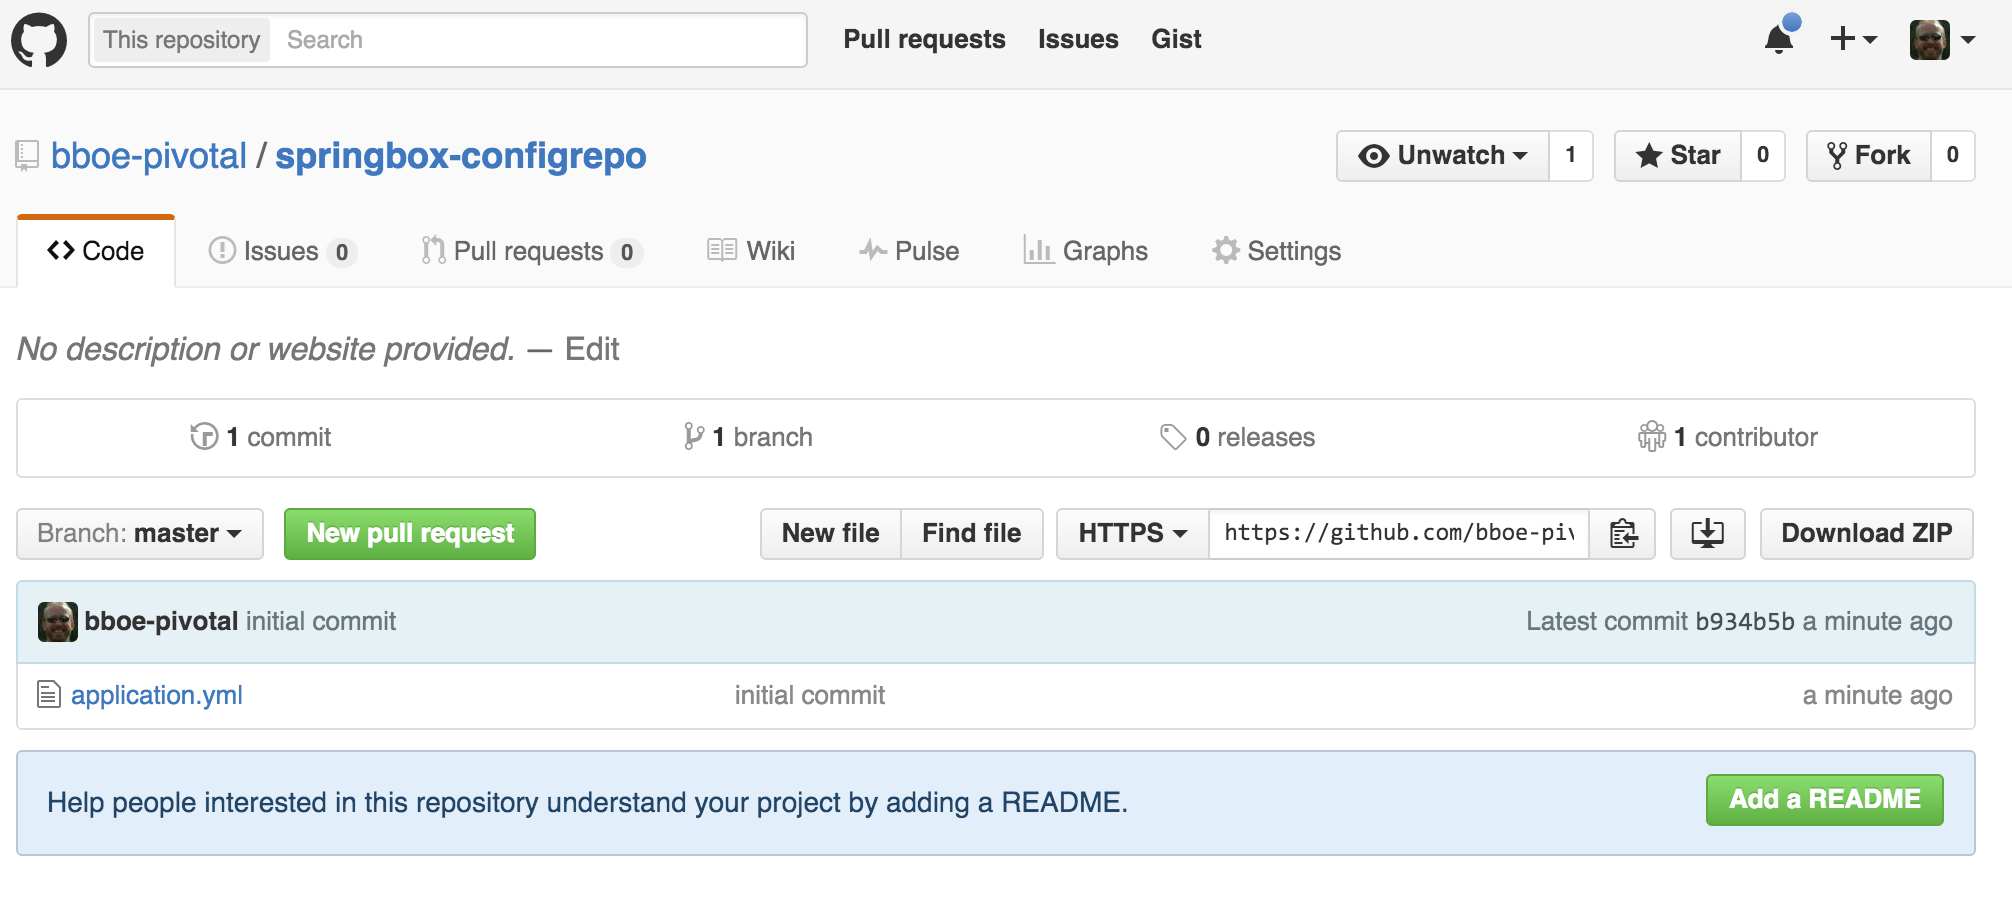 This repository Search Pull requests Issues Gist
bboe-pivotal / springbox-configrepo Unwatch 1 Star 0 Fork 0
Code Issues 0 Pull requests 0 Wiki Pulse Graphs Settings
No description or website provided. — Edit
1 commit 1 branch 0 releases 1 contributor
Branch: master New pull request New file Find file HTTPS https://github.com/bboe-piv Download ZIP
bboe-pivotal initial commit Latest commit b934b5b a minute ago
application.yml initial commit a minute ago
Help people interested in this repository understand your project by adding a README. Add a README